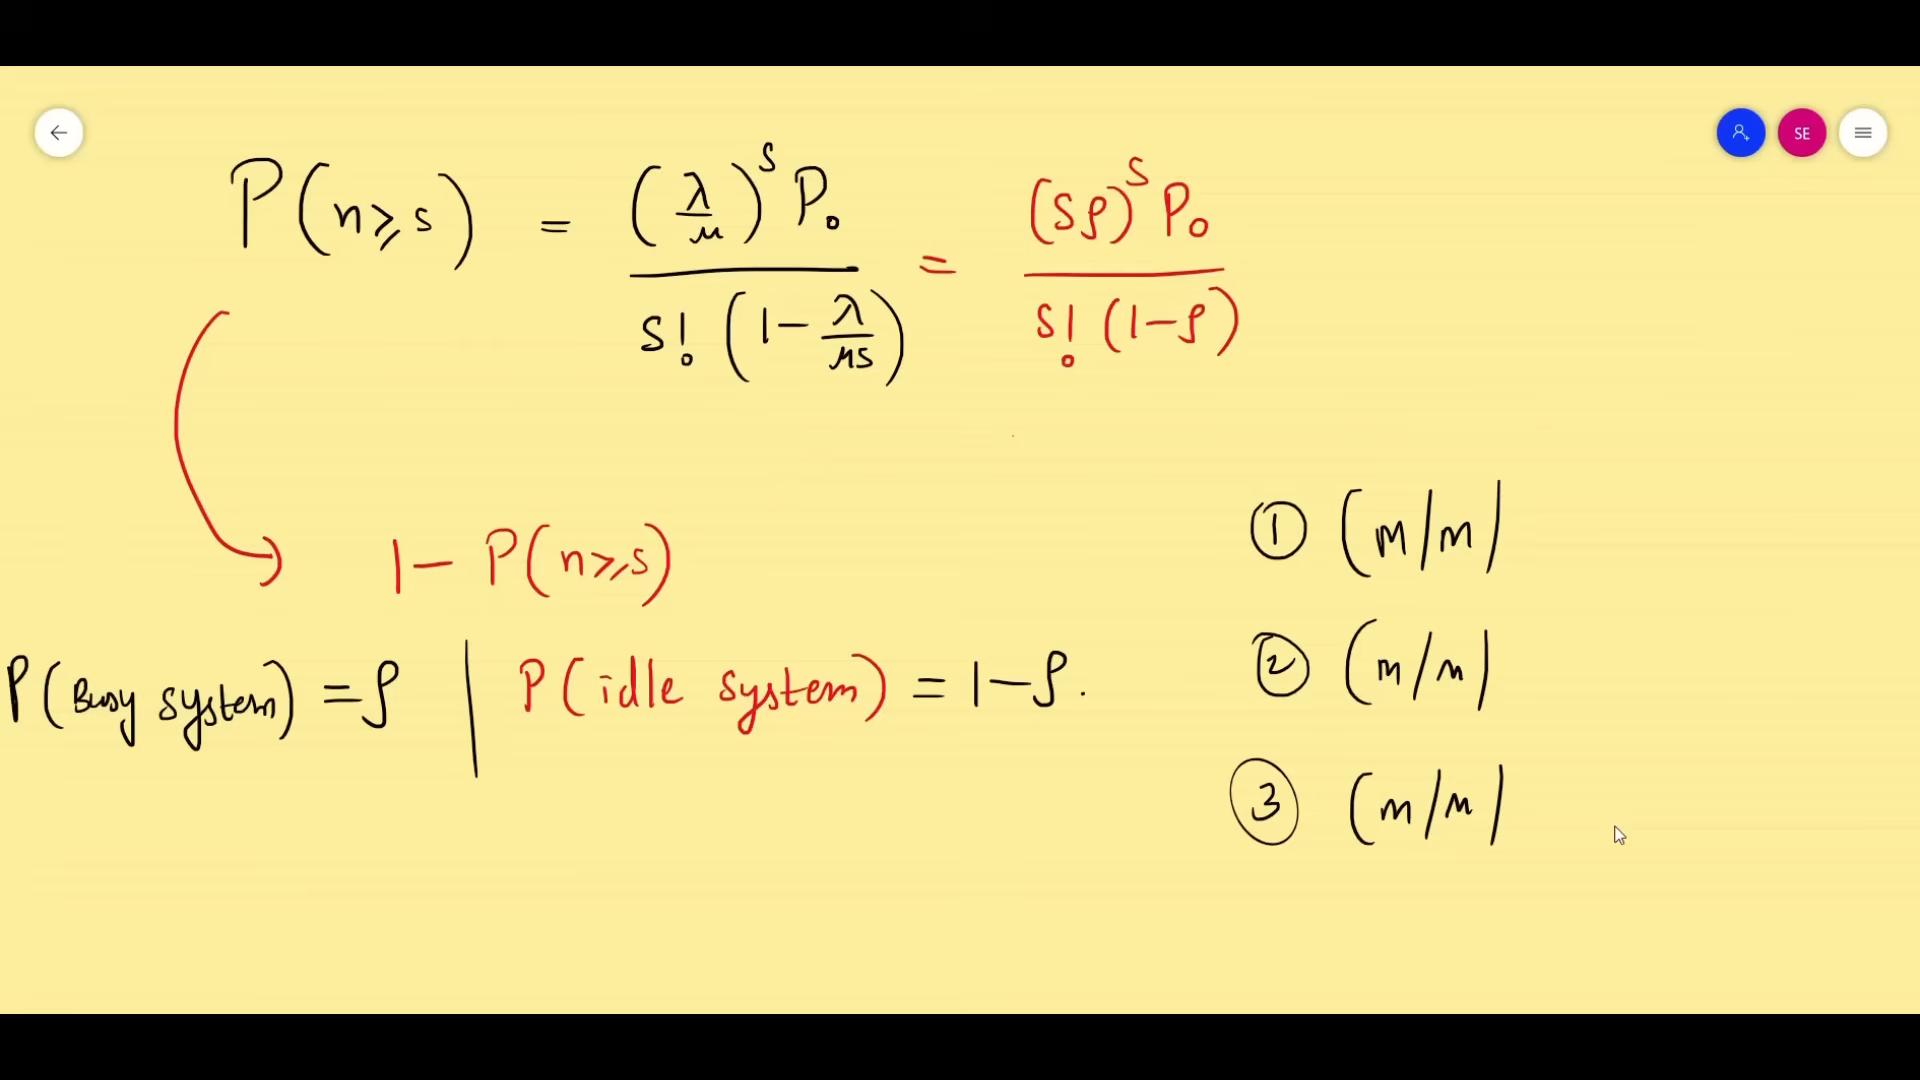 SE
P(n≥s) = (λ/μ)^s P₀ / s!(1-λ/μs) = (sρ)^s P₀ / s!(1-ρ)
1-P(n≥s)
P(Busy system) = ρ | P(idle system) = 1-ρ.
① (m/m)
② (m/m)
③ (m/m)